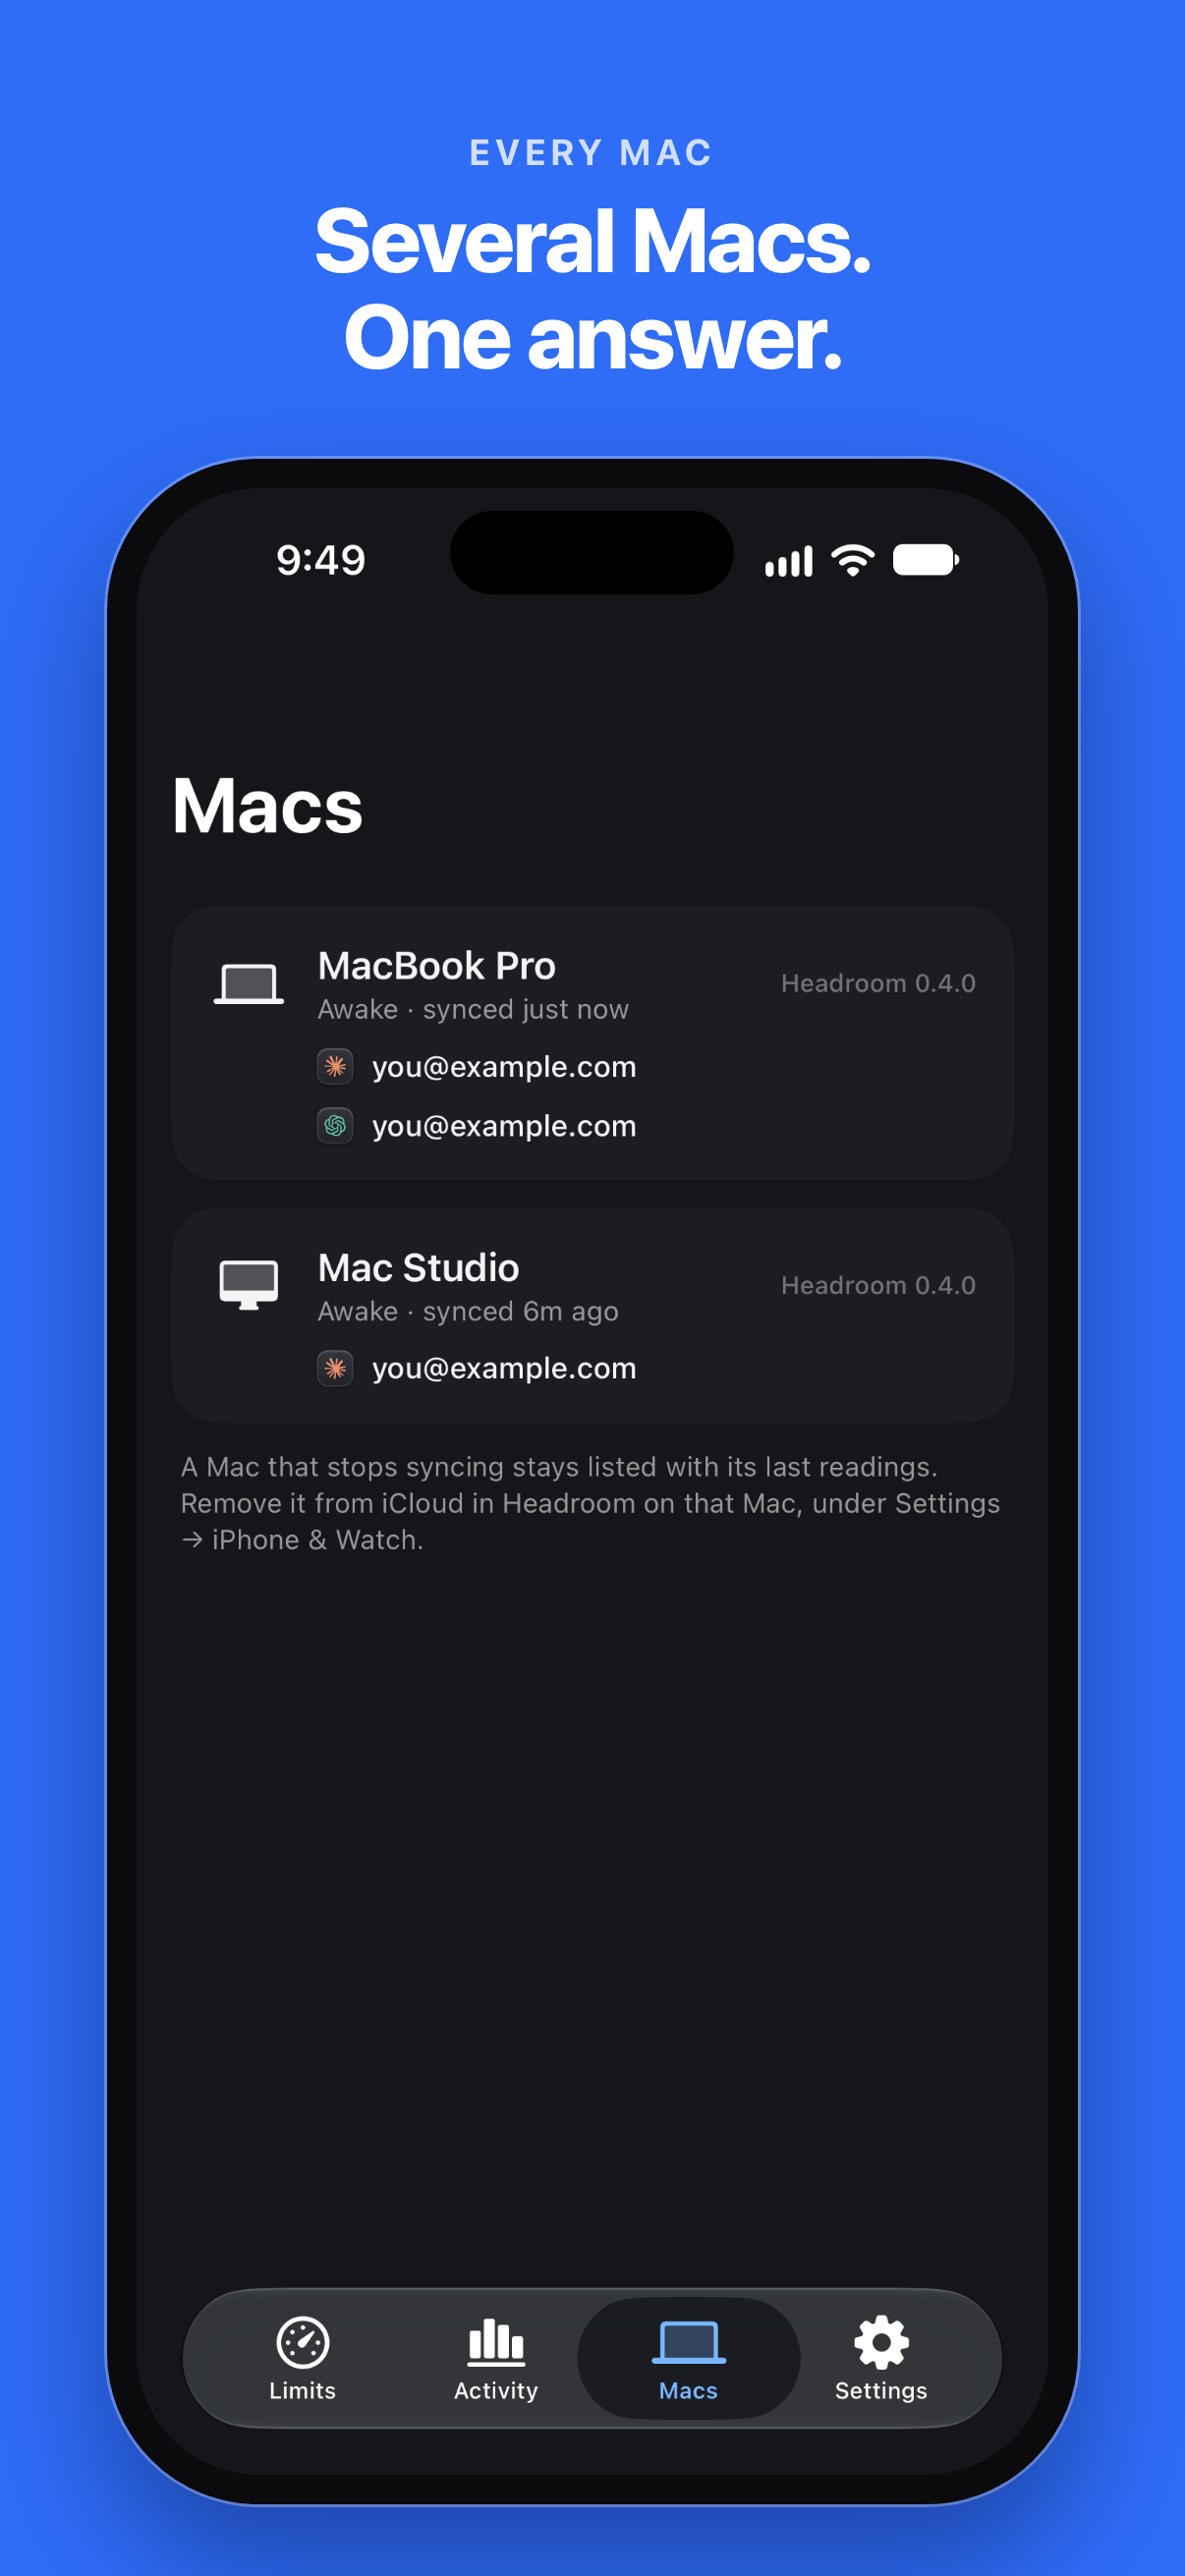 EVERY MAC
Several Macs.
One answer.
9:49
Macs
MacBook Pro
Headroom 0.4.0
Awake · synced just now
you@example.com
you@example.com
Mac Studio
Headroom 0.4.0
Awake · synced 6m ago
you@example.com
A Mac that stops syncing stays listed with its last readings.
Remove it from iCloud in Headroom on that Mac, under Settings
→ iPhone & Watch.
Limits
Activity
Macs
Settings